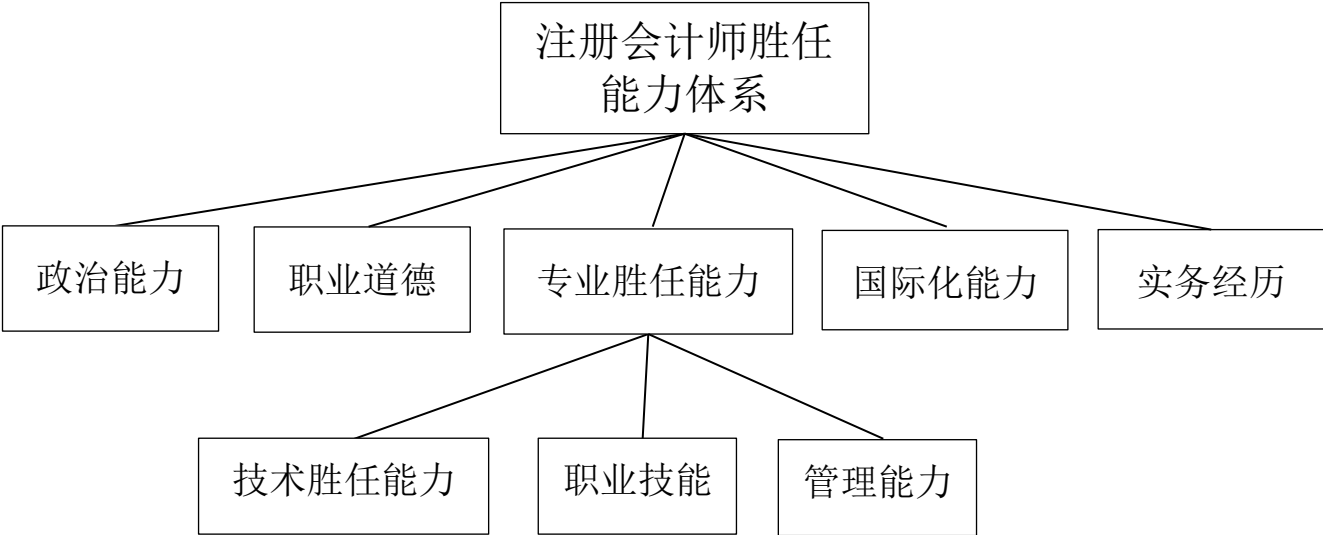 注册会计师胜任
能力体系
政治能力
职业道德
专业胜任能力
国际化能力
实务经历
技术胜任能力
职业技能
管理能力